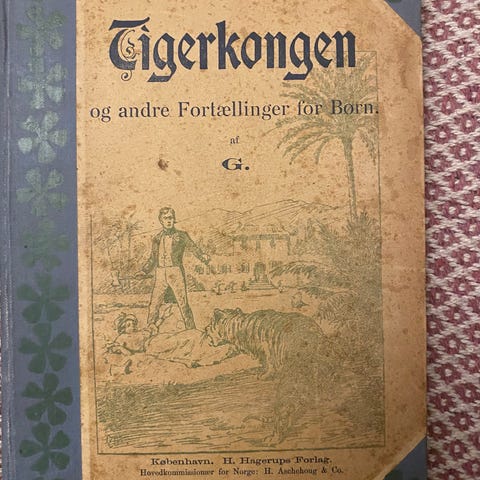 Tigerkongen
og andre Fortællinger for Børn.
af
G.
København. H. Hagerups Forlag.
Hovedkommissionær for Norge: H. Aschehoug & Co.